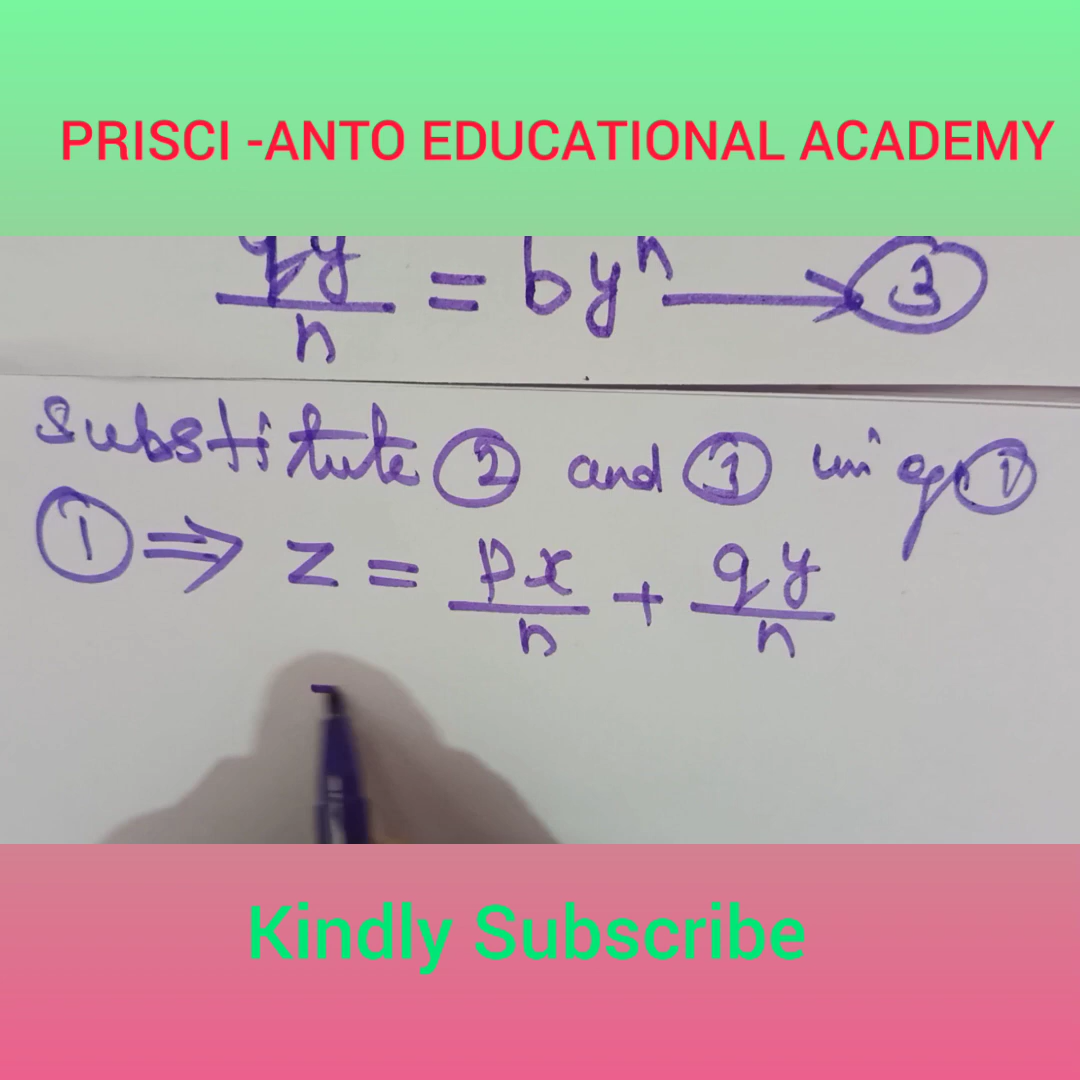 PRISCI -ANTO EDUCATIONAL ACADEMY
qy/n = by^n → ③
Substitute ② and ③ in eqn ①
① ⇒ z = px/n + qy/n
Kindly Subscribe